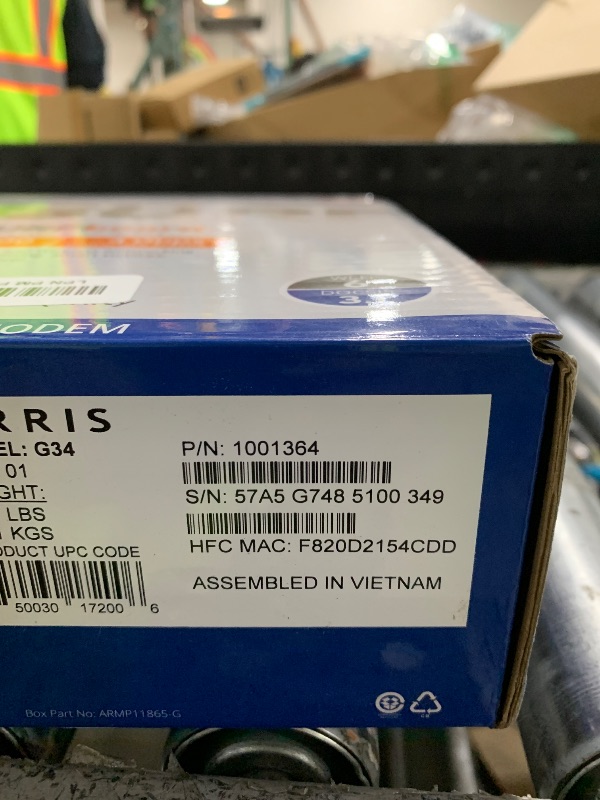 ODEM
RRIS
EL: G34
01
GHT:
LBS
KGS
ODUCT UPC CODE
50030 17200 6
P/N: 1001364
S/N: 57A5 G748 5100 349
HFC MAC: F820D2154CDD
ASSEMBLED IN VIETNAM
Box Part No: ARMP11865-G